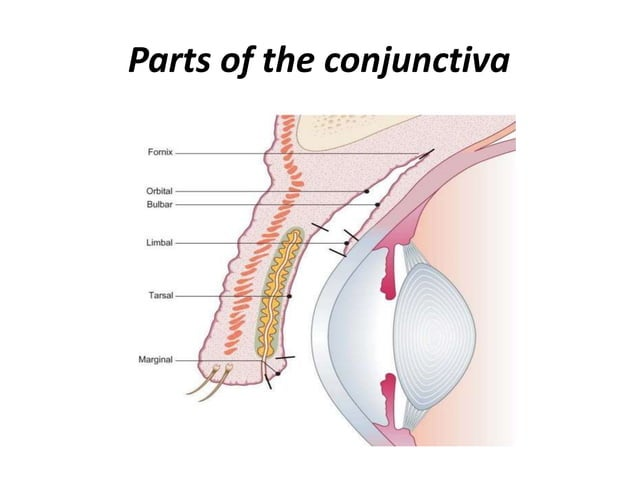 Parts of the conjunctiva
Fornix
Orbital
Bulbar
Limbal
Tarsal
Marginal